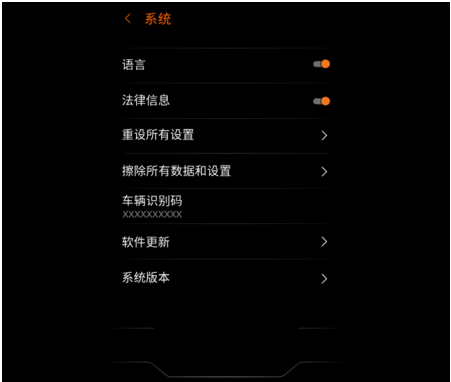 系统
语言
法律信息
重设所有设置
擦除所有数据和设置
车辆识别码
XXXXXXXXXX
软件更新
系统版本